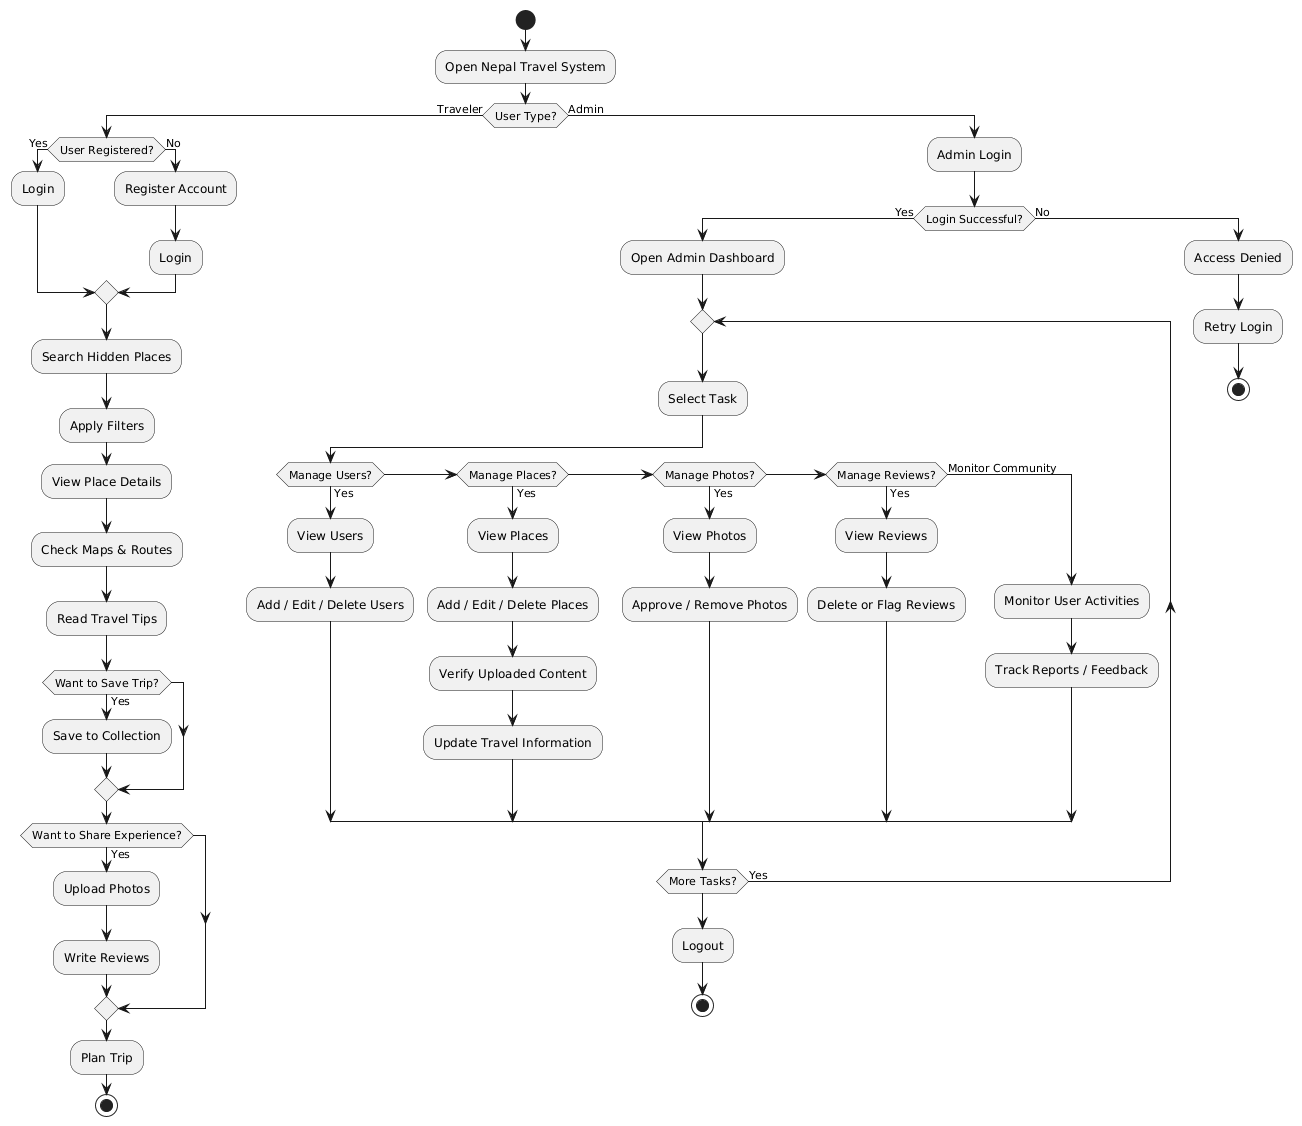 Open Nepal Travel System
User Type?
Traveler
Admin
User Registered?
Yes
No
Login
Register Account
Login
Search Hidden Places
Apply Filters
View Place Details
Check Maps & Routes
Read Travel Tips
Want to Save Trip?
Yes
Save to Collection
Want to Share Experience?
Yes
Upload Photos
Write Reviews
Plan Trip
Admin Login
Login Successful?
Yes
No
Open Admin Dashboard
Select Task
Manage Users?
Yes
View Users
Add / Edit / Delete Users
Manage Places?
Yes
View Places
Add / Edit / Delete Places
Verify Uploaded Content
Update Travel Information
Manage Photos?
Yes
View Photos
Approve / Remove Photos
Manage Reviews?
Yes
View Reviews
Delete or Flag Reviews
Monitor Community
Monitor User Activities
Track Reports / Feedback
More Tasks?
Yes
Logout
Access Denied
Retry Login